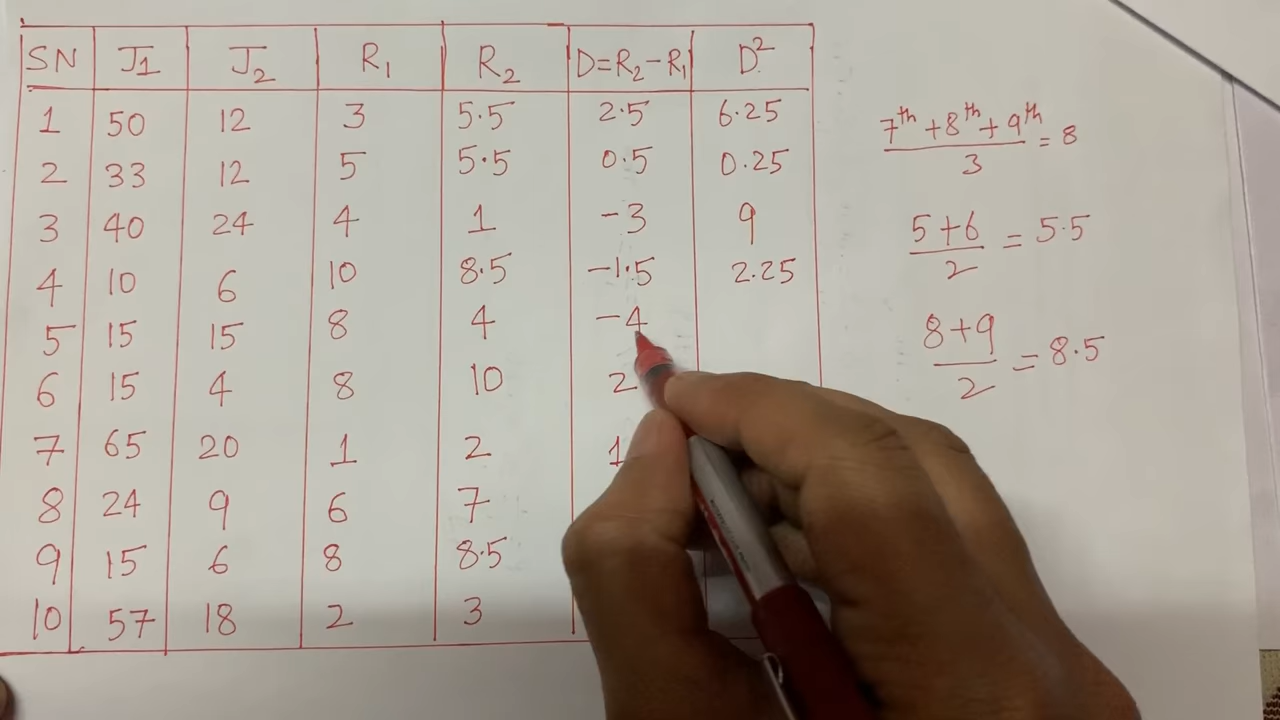 SN J1 J2 R1 R2 D=R2-R1 D²
1 50 12 3 5.5 2.5 6.25
2 33 12 5 5.5 0.5 0.25
3 40 24 4 1 -3 9
4 10 6 10 8.5 -1.5 2.25
5 15 15 8 4 -4
6 15 4 8 10 2
7 65 20 1 2 1
8 24 9 6 7
9 15 6 8 8.5
10 57 18 2 3
7th+8th+9th
3
=8
5+6
2
=5.5
8+9
2
=8.5